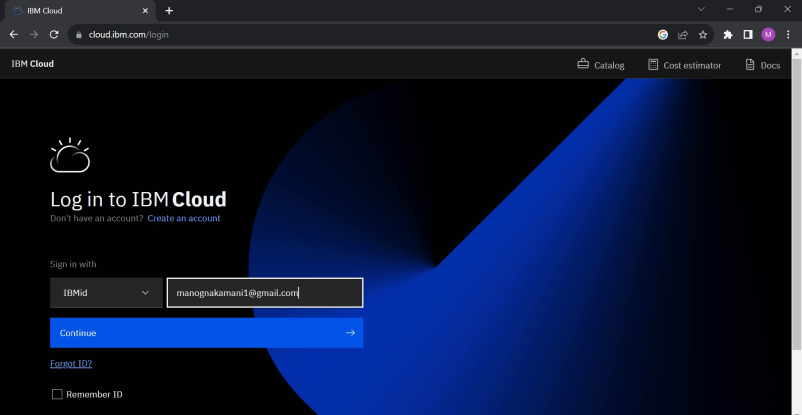 IBM Cloud
cloud.ibm.com/login
M
IBM Cloud
Catalog
Cost estimator
Docs
Log in to IBM Cloud
Don't have an account? Create an account
Sign in with
IBMid
manognakamani1@gmail.com
Continue
Forgot ID?
Remember ID